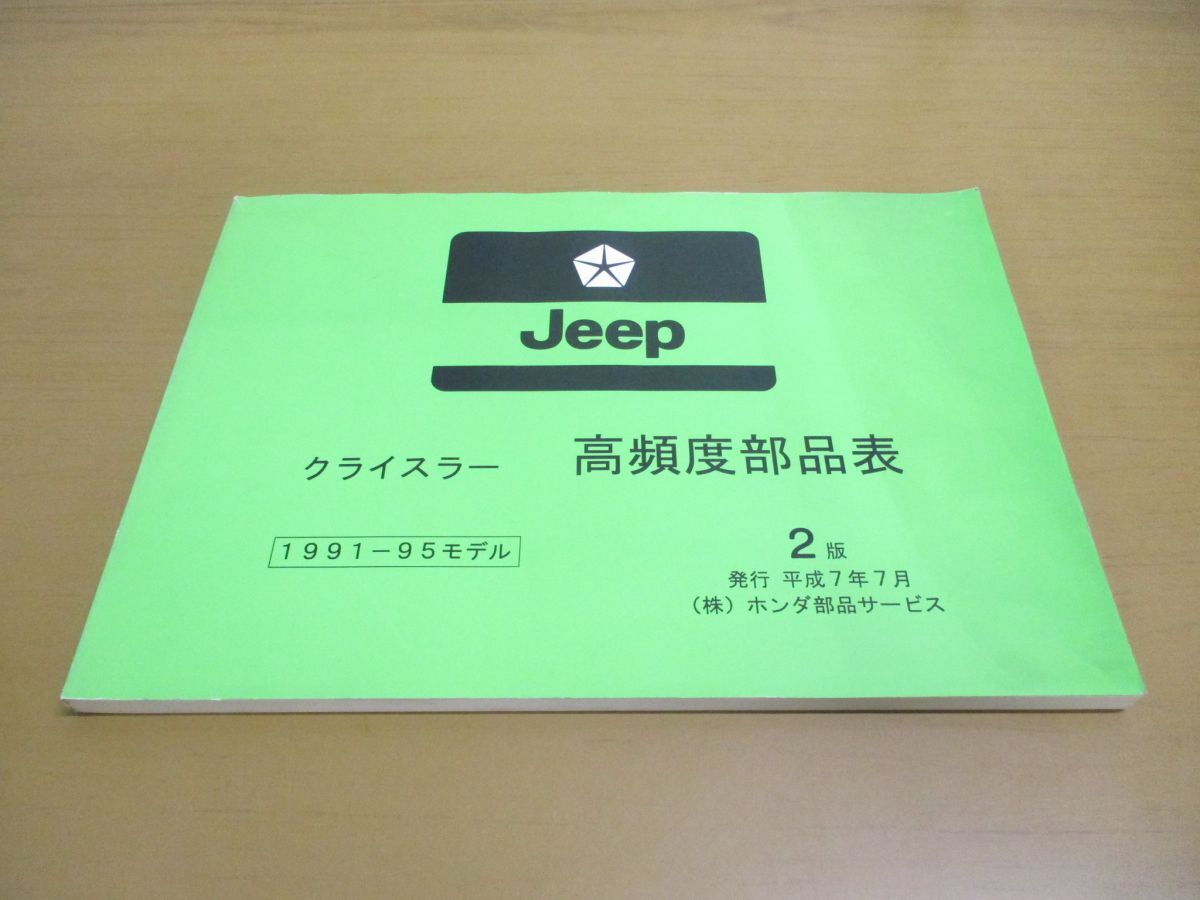 Jeep
クライスラー 高頻度部品表
1991-95モデル
2版
発行 平成7年7月
(株)ホンダ部品サービス